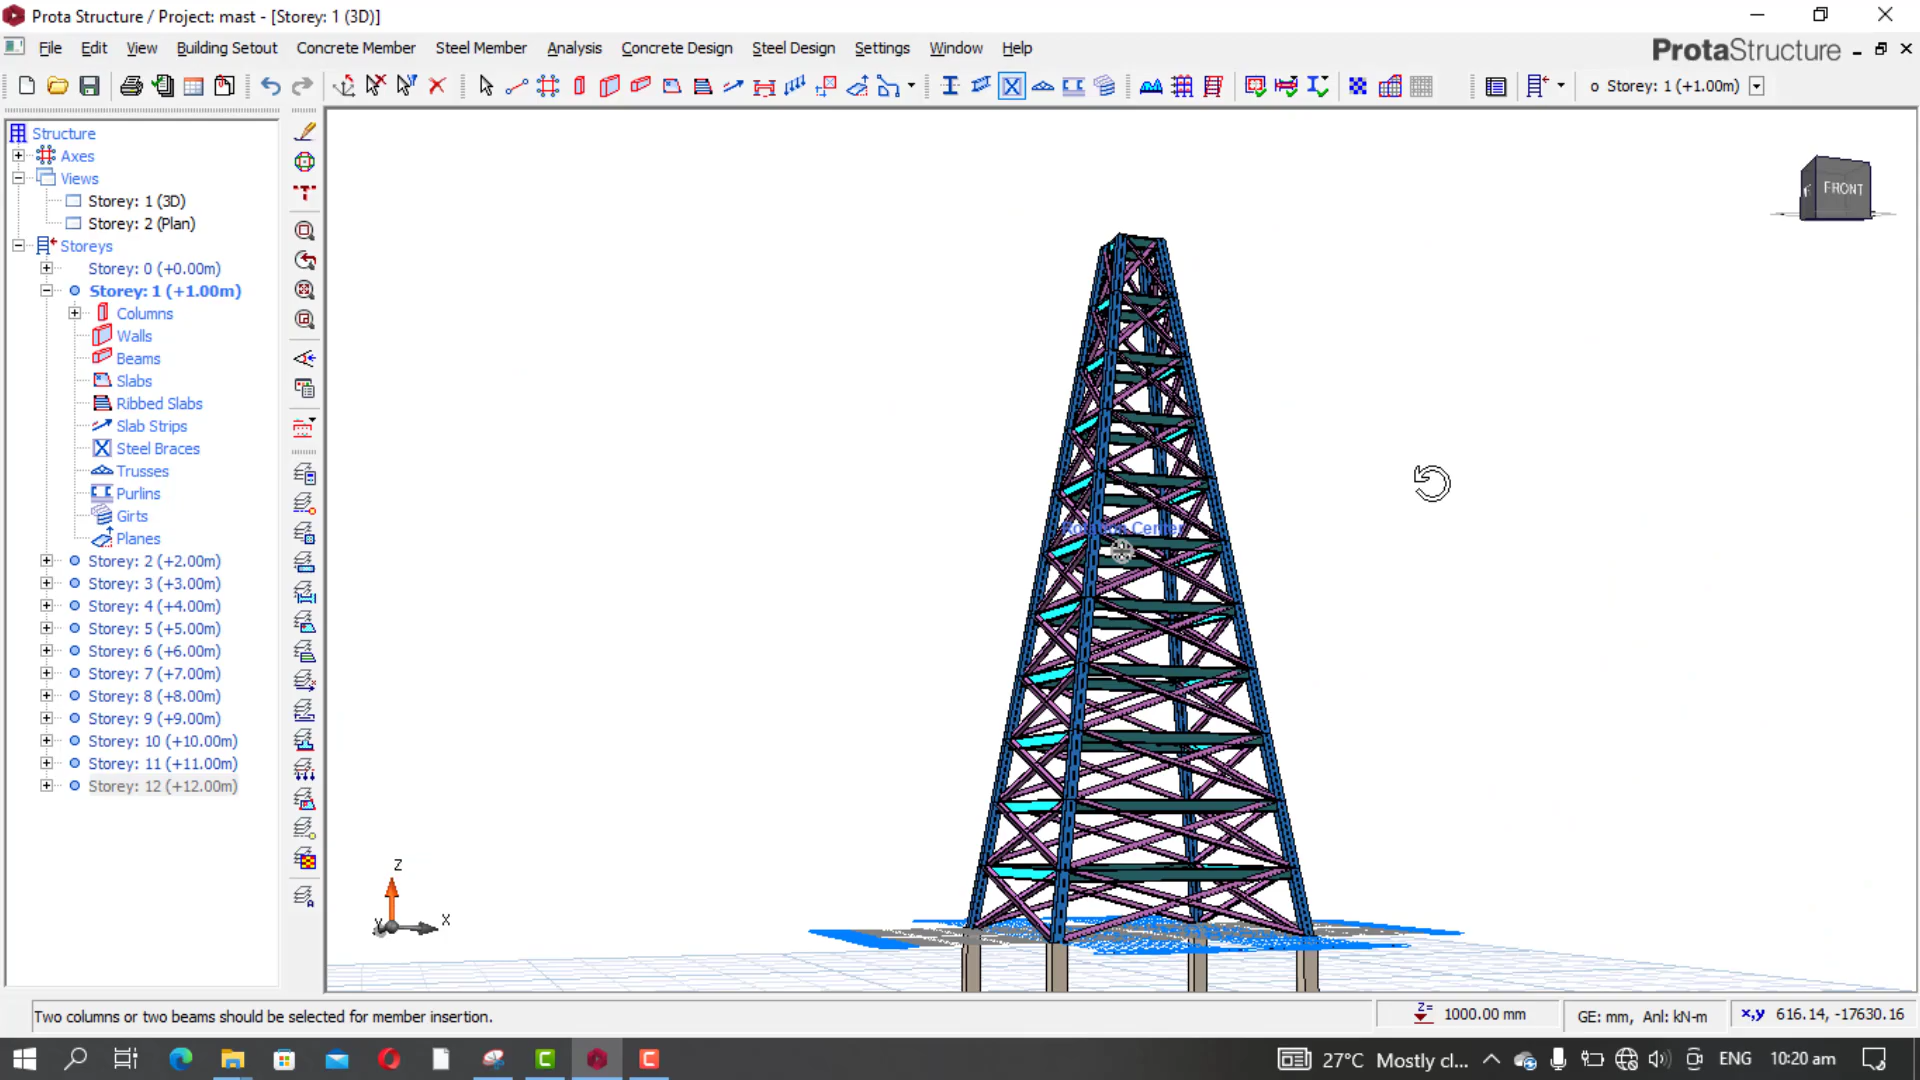 Prota Structure / Project: mast - [Storey: 1 (3D)]
File Edit View Building Setout Concrete Member Steel Member Analysis Concrete Design Steel Design Settings Window Help
ProtaStructure
Storey: 1 (+1.00m)
Structure
Axes
Views
Storey: 1 (3D)
Storey: 2 (Plan)
Storeys
Storey: 0 (+0.00m)
Storey: 1 (+1.00m)
Columns
Walls
Beams
Slabs
Ribbed Slabs
Slab Strips
Steel Braces
Trusses
Purlins
Girts
Planes
Storey: 2 (+2.00m)
Storey: 3 (+3.00m)
Storey: 4 (+4.00m)
Storey: 5 (+5.00m)
Storey: 6 (+6.00m)
Storey: 7 (+7.00m)
Storey: 8 (+8.00m)
Storey: 9 (+9.00m)
Storey: 10 (+10.00m)
Storey: 11 (+11.00m)
Storey: 12 (+12.00m)
FRONT
Rotation Center
Z
X
Y
Two columns or two beams should be selected for member insertion.
Z= 1000.00 mm
GE: mm, Anl: kN-m
x,y 616.14, -17630.16
27°C Mostly cl...
ENG
10:20 am